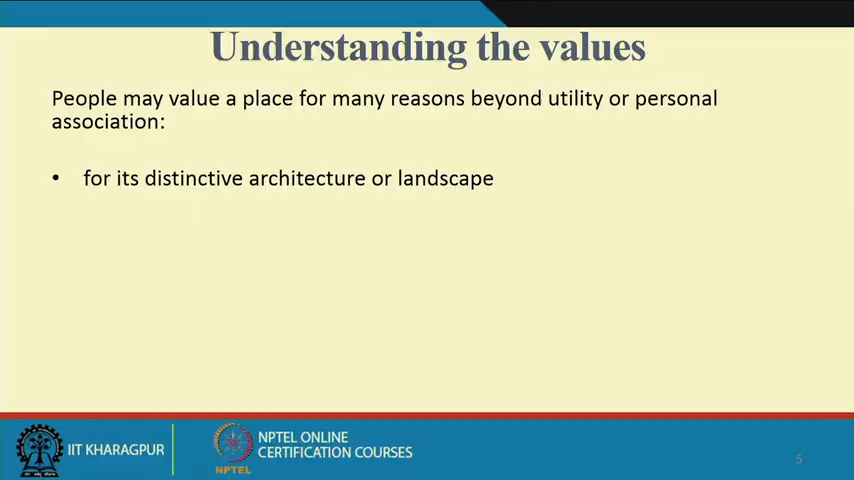 Understanding the values
People may value a place for many reasons beyond utility or personal
association:
• for its distinctive architecture or landscape
IIT KHARAGPUR
NPTEL
NPTEL ONLINE
CERTIFICATION COURSES
5